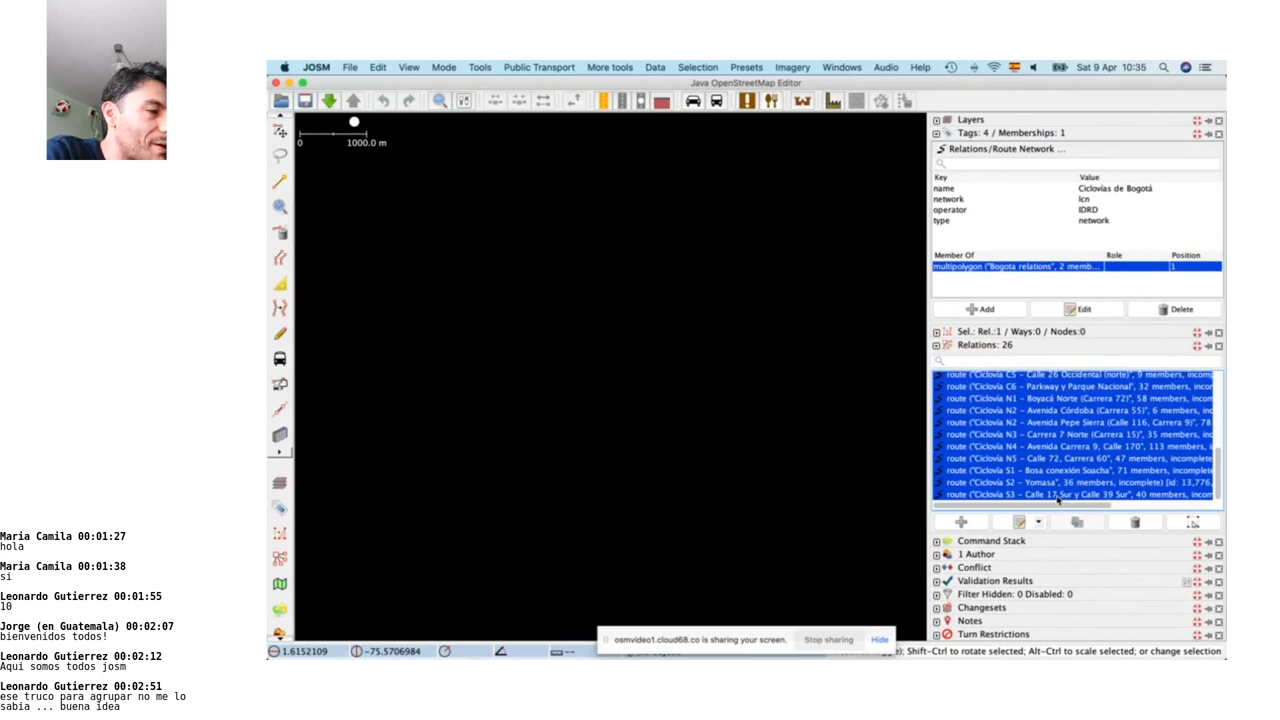 JOSM File Edit View Mode Tools Public Transport More tools Data Selection Presets Imagery Windows Audio Help Sat 9 Apr 10:35
Java OpenStreetMap Editor
0 1000.0 m
Layers
Tags: 4 / Memberships: 1
Relations/Route Network ...
Key Value
name Ciclovías de Bogotá
network lcn
operator IDRD
type network
Member Of Role Position
multipolygon ("Bogota relations", 2 memb... 1
Add Edit Delete
Sel.: Rel.:1 / Ways:0 / Nodes:0
Relations: 26
route ("Ciclovía C5 - Calle 26 Occidental (norte)", 9 members, incomp
route ("Ciclovía C6 - Parkway y Parque Nacional", 32 members, incor
route ("Ciclovía N1 - Boyacá Norte (Carrera 72)", 58 members, incom
route ("Ciclovía N2 - Avenida Córdoba (Carrera 55)", 6 members, inc
route ("Ciclovía N2 - Avenida Pepe Sierra (Calle 116, Carrera 9)", 78
route ("Ciclovía N3 - Carrera 7 Norte (Carrera 15)", 35 members, inc
route ("Ciclovía N4 - Avenida Carrera 9, Calle 170", 113 members,
route ("Ciclovía N5 - Calle 72, Carrera 60", 47 members, incomplete
route ("Ciclovía S1 - Bosa conexión Soacha", 71 members, incomplete
route ("Ciclovía S2 - Yomasa", 36 members, incomplete) [id: 13,776,
route ("Ciclovía S3 - Calle 17 Sur y Calle 39 Sur", 40 members, incom
Command Stack
1 Author
Conflict
Validation Results
Filter Hidden: 0 Disabled: 0
Changesets
Notes
Turn Restrictions
osmvideo1.cloud68.co is sharing your screen. Stop sharing Hide
1.6152109 -75.5706984 -- e); Shift-Ctrl to rotate selected; Alt-Ctrl to scale selected; or change selection
Maria Camila 00:01:27
hola
Maria Camila 00:01:38
si
Leonardo Gutierrez 00:01:55
10
Jorge (en Guatemala) 00:02:07
bienvenidos todos!
Leonardo Gutierrez 00:02:12
Aqui somos todos josm
Leonardo Gutierrez 00:02:51
ese truco para agrupar no me lo
sabia ... buena idea